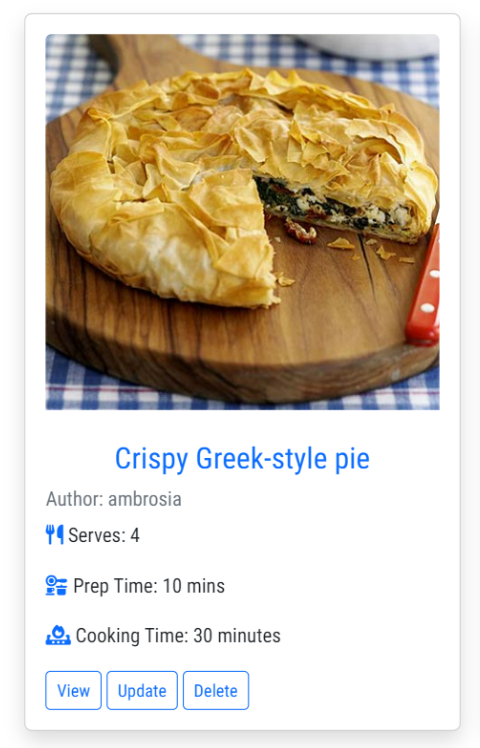 Crispy Greek-style pie
Author: ambrosia
Serves: 4
Prep Time: 10 mins
Cooking Time: 30 minutes
View Update Delete